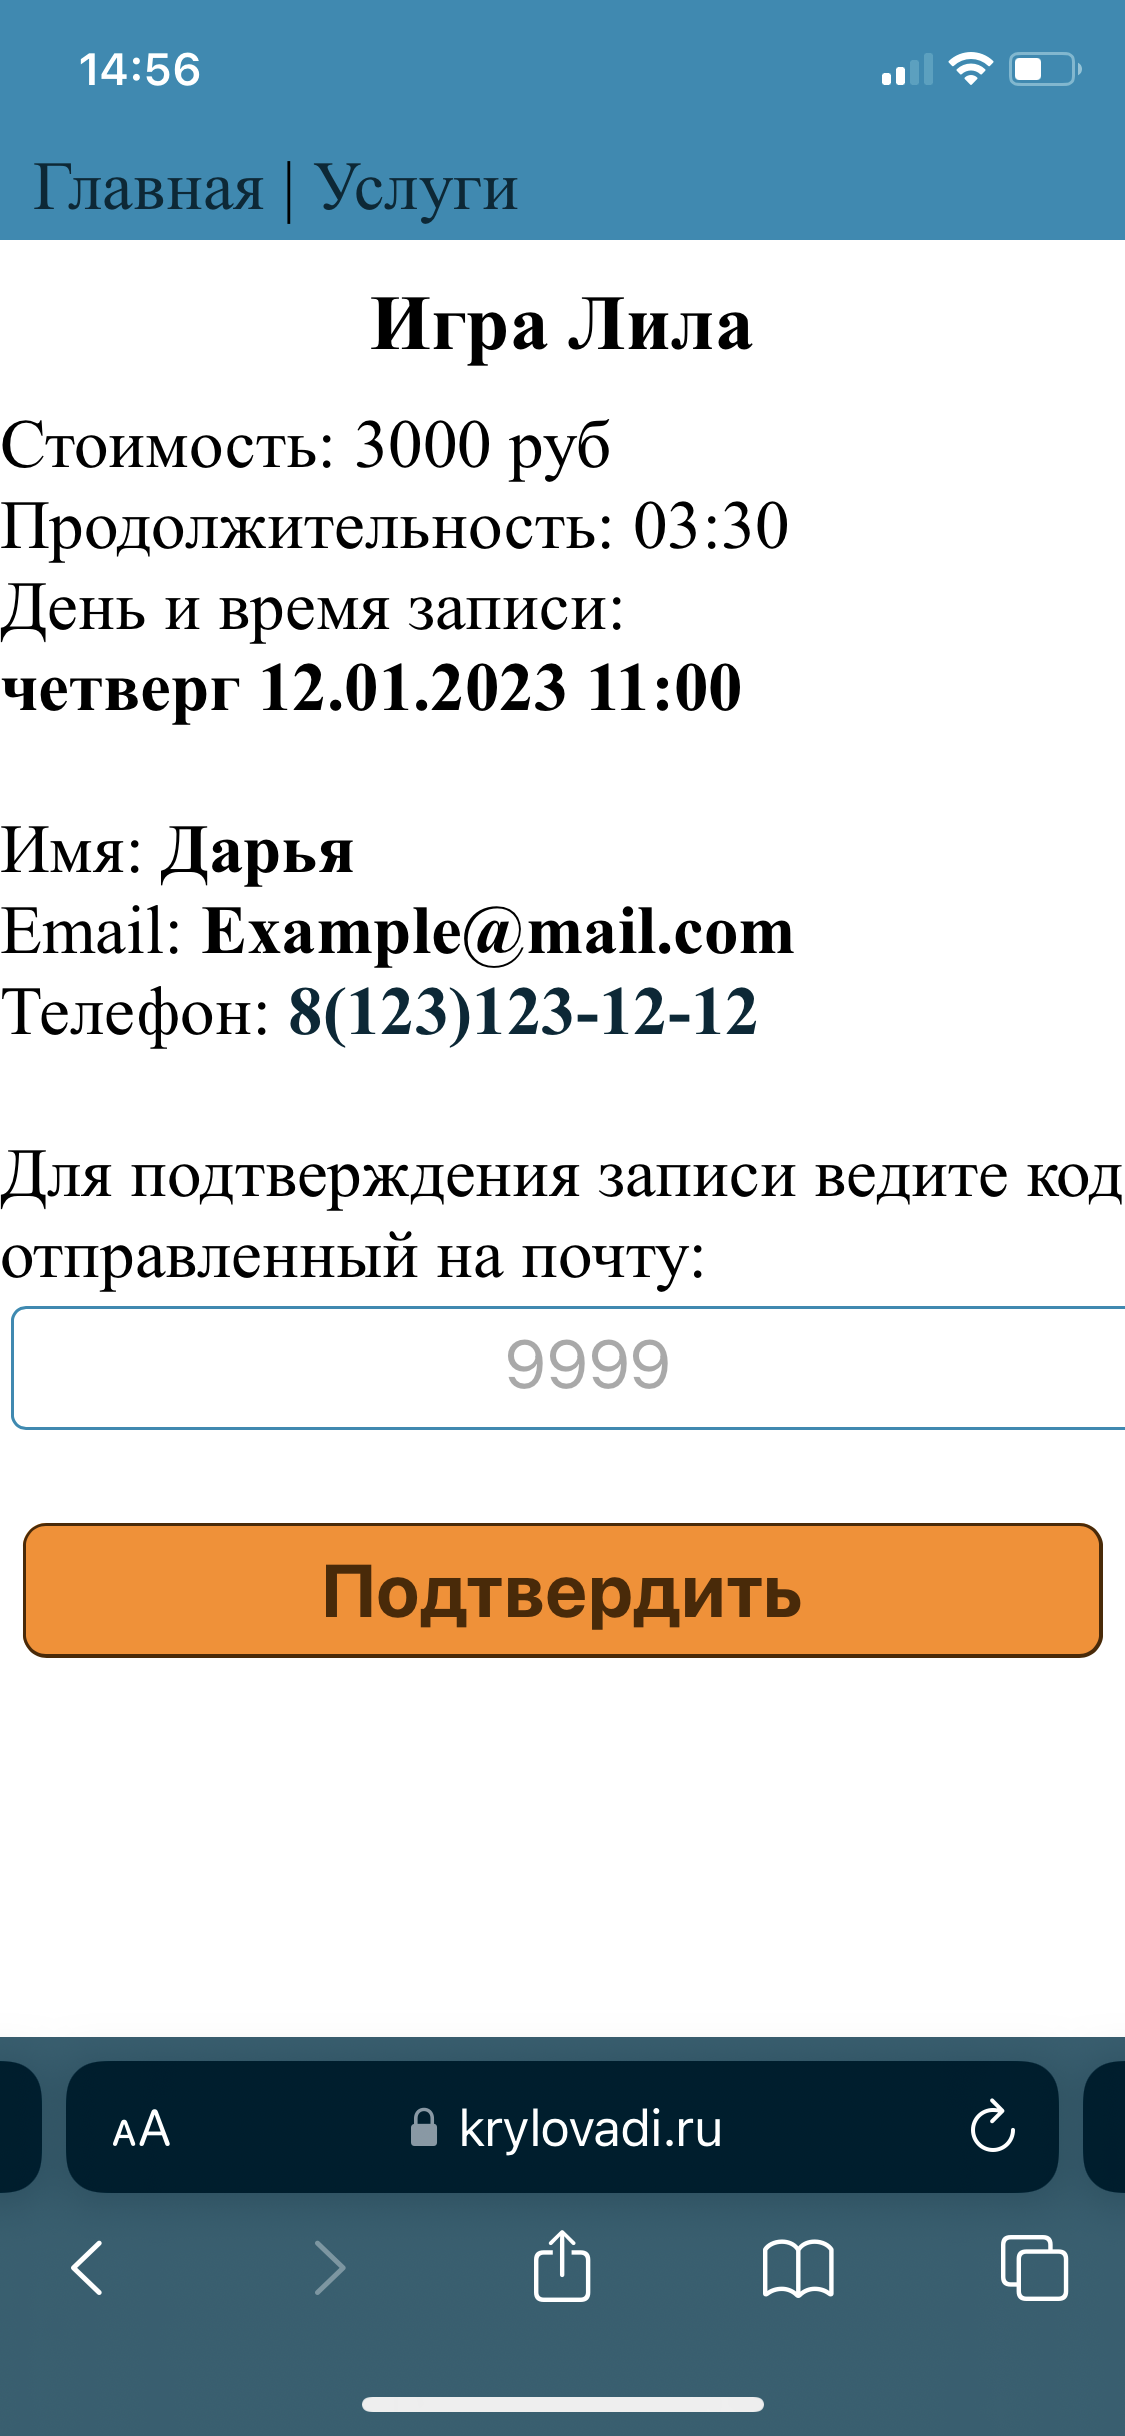 14:56
Главная | Услуги
Игра Лила
Стоимость: 3000 руб
Продолжительность: 03:30
День и время записи:
четверг 12.01.2023 11:00
Имя: Дарья
Email: Example@mail.com
Телефон: 8(123)123-12-12
Для подтверждения записи ведите код
отправленный на почту:
9999
Подтвердить
AA krylovadi.ru